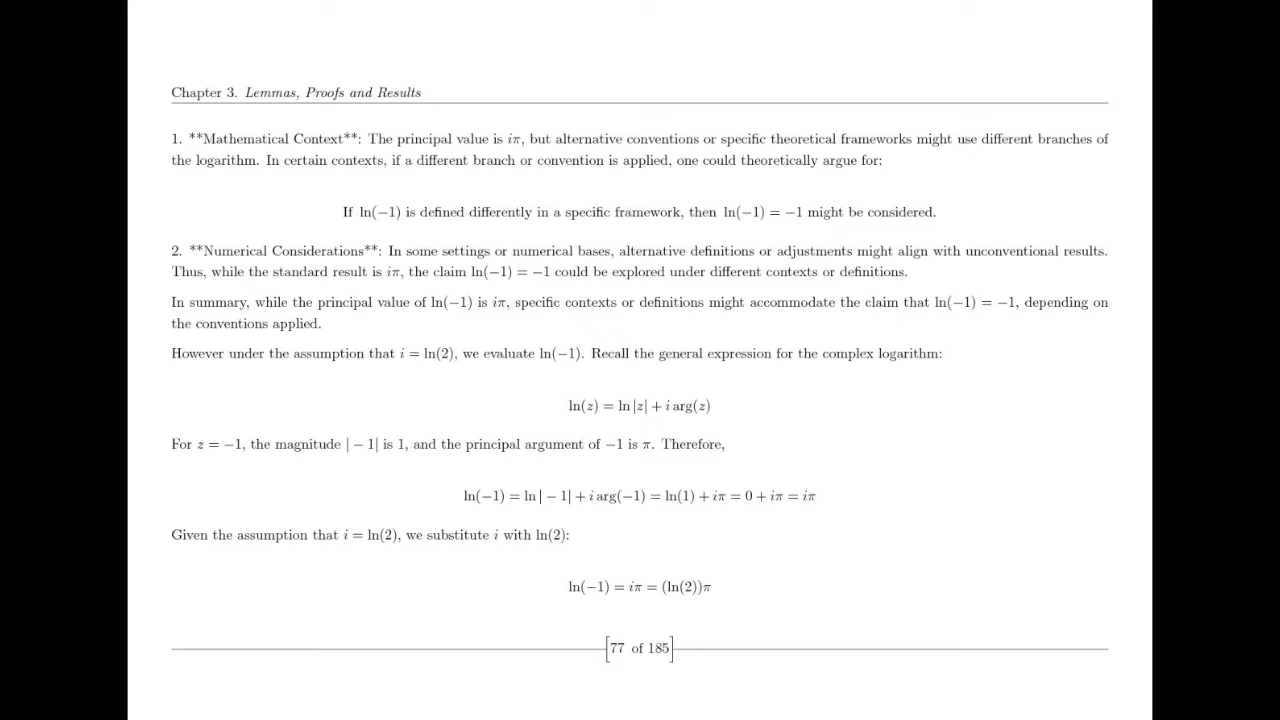 Chapter 3. Lemmas, Proofs and Results
1. **Mathematical Context**: The principal value is iπ, but alternative conventions or specific theoretical frameworks might use different branches of
the logarithm. In certain contexts, if a different branch or convention is applied, one could theoretically argue for:
If ln(−1) is defined differently in a specific framework, then ln(−1) = −1 might be considered.
2. **Numerical Considerations**: In some settings or numerical bases, alternative definitions or adjustments might align with unconventional results.
Thus, while the standard result is iπ, the claim ln(−1) = −1 could be explored under different contexts or definitions.
In summary, while the principal value of ln(−1) is iπ, specific contexts or definitions might accommodate the claim that ln(−1) = −1, depending on
the conventions applied.
However under the assumption that i = ln(2), we evaluate ln(−1). Recall the general expression for the complex logarithm:
ln(z) = ln |z| + i arg(z)
For z = −1, the magnitude | − 1| is 1, and the principal argument of −1 is π. Therefore,
ln(−1) = ln | − 1| + i arg(−1) = ln(1) + iπ = 0 + iπ = iπ
Given the assumption that i = ln(2), we substitute i with ln(2):
ln(−1) = iπ = (ln(2))π
[77 of 185]